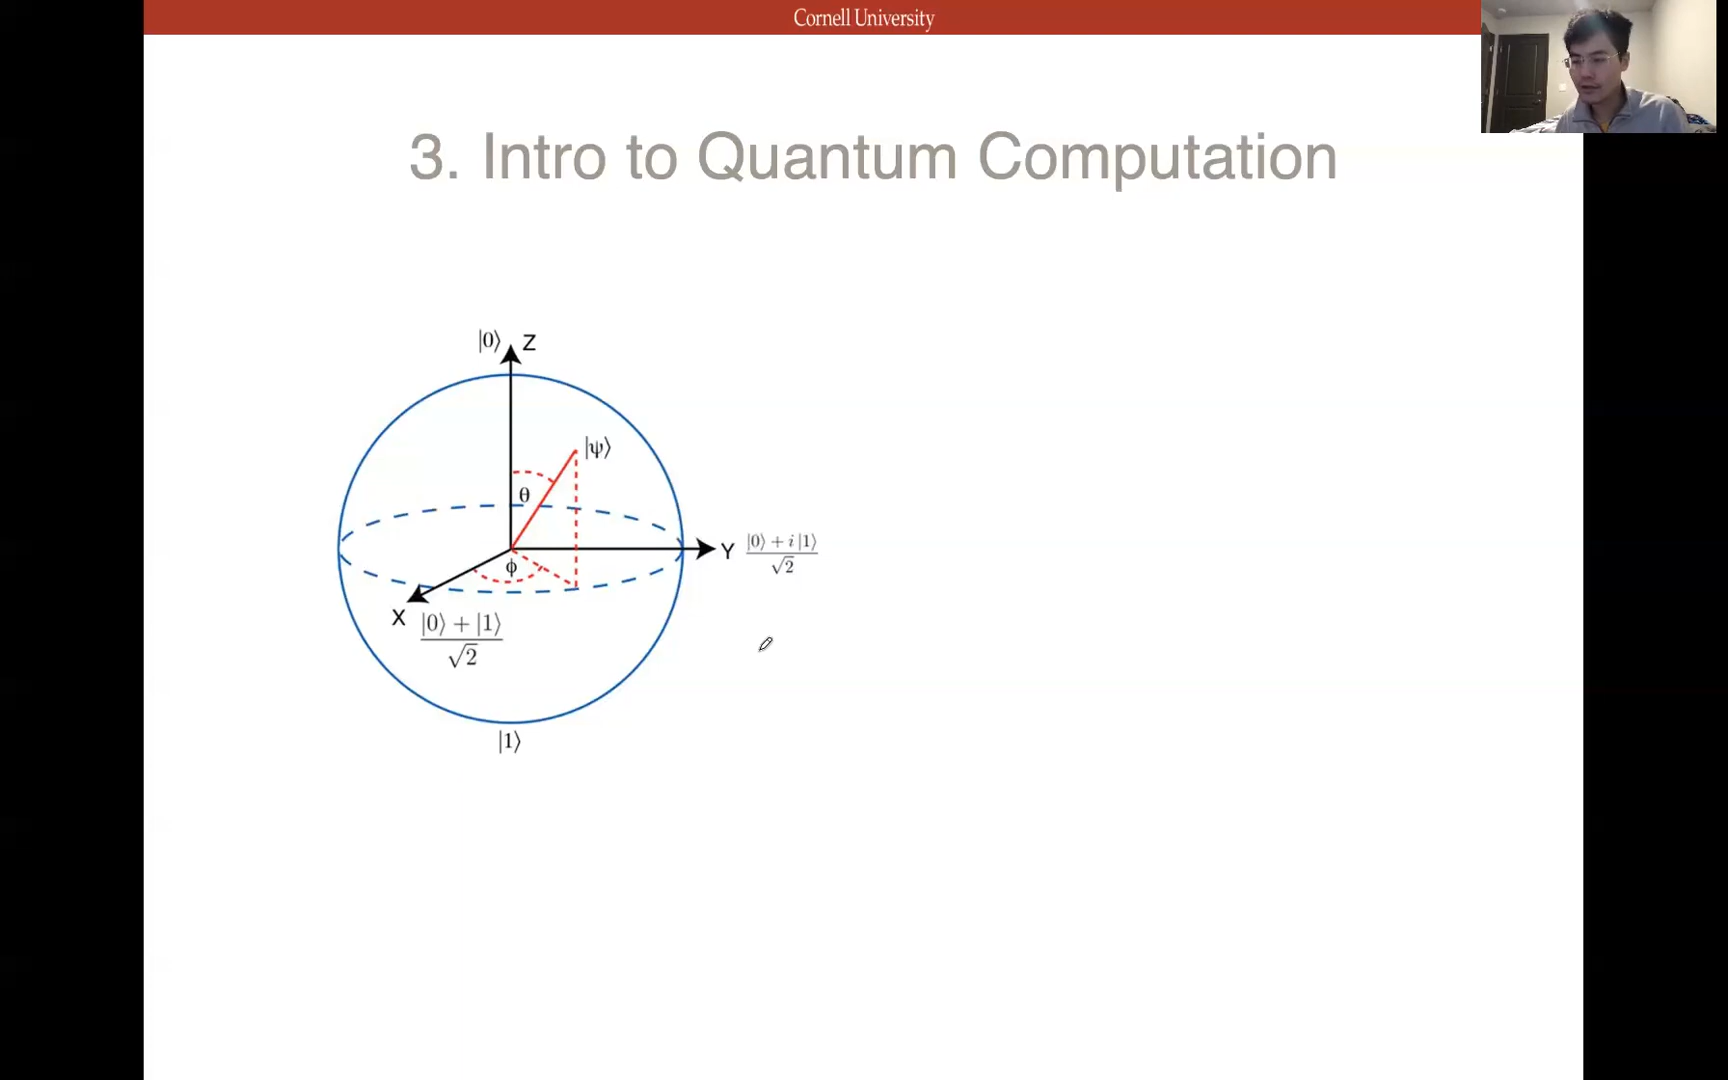 Cornell University
3. Intro to Quantum Computation
|0⟩ Z
|ψ⟩
θ
ϕ
Y (|0⟩ + i|1⟩)/√2
X (|0⟩ + |1⟩)/√2
|1⟩